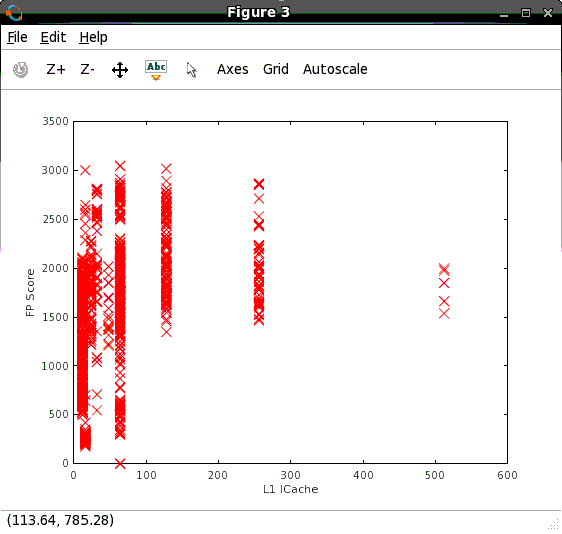 Figure 3
File Edit Help
Z+ Z- Abc Axes Grid Autoscale
3500
3000
2500
2000
1500
1000
500
0
FP Score
0 100 200 300 400 500 600
L1 ICache
(113.64, 785.28)